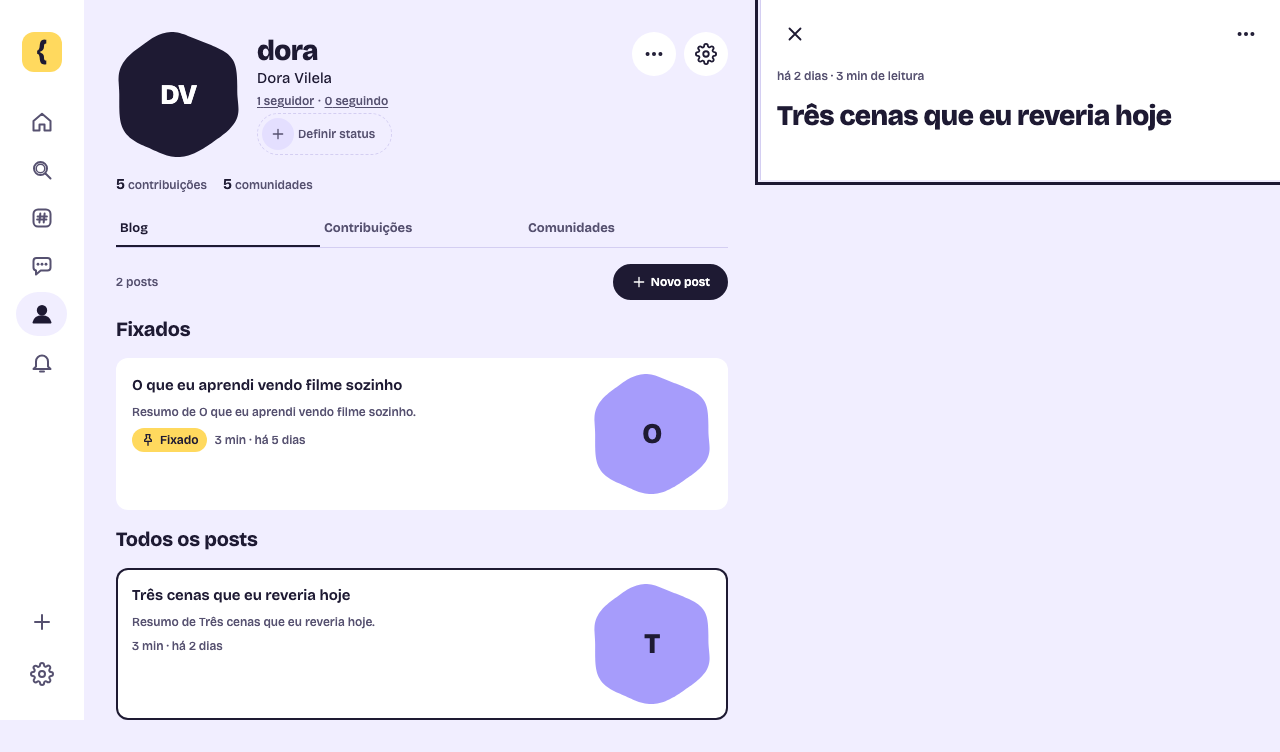 {
DV
dora
Dora Vilela
1 seguidor · 0 seguindo
Definir status
5 contribuições 5 comunidades
Blog
Contribuições
Comunidades
2 posts
Novo post
Fixados
O que eu aprendi vendo filme sozinho
Resumo de O que eu aprendi vendo filme sozinho.
Fixado 3 min · há 5 dias
O
Todos os posts
Três cenas que eu reveria hoje
Resumo de Três cenas que eu reveria hoje.
3 min · há 2 dias
T
há 2 dias · 3 min de leitura
Três cenas que eu reveria hoje